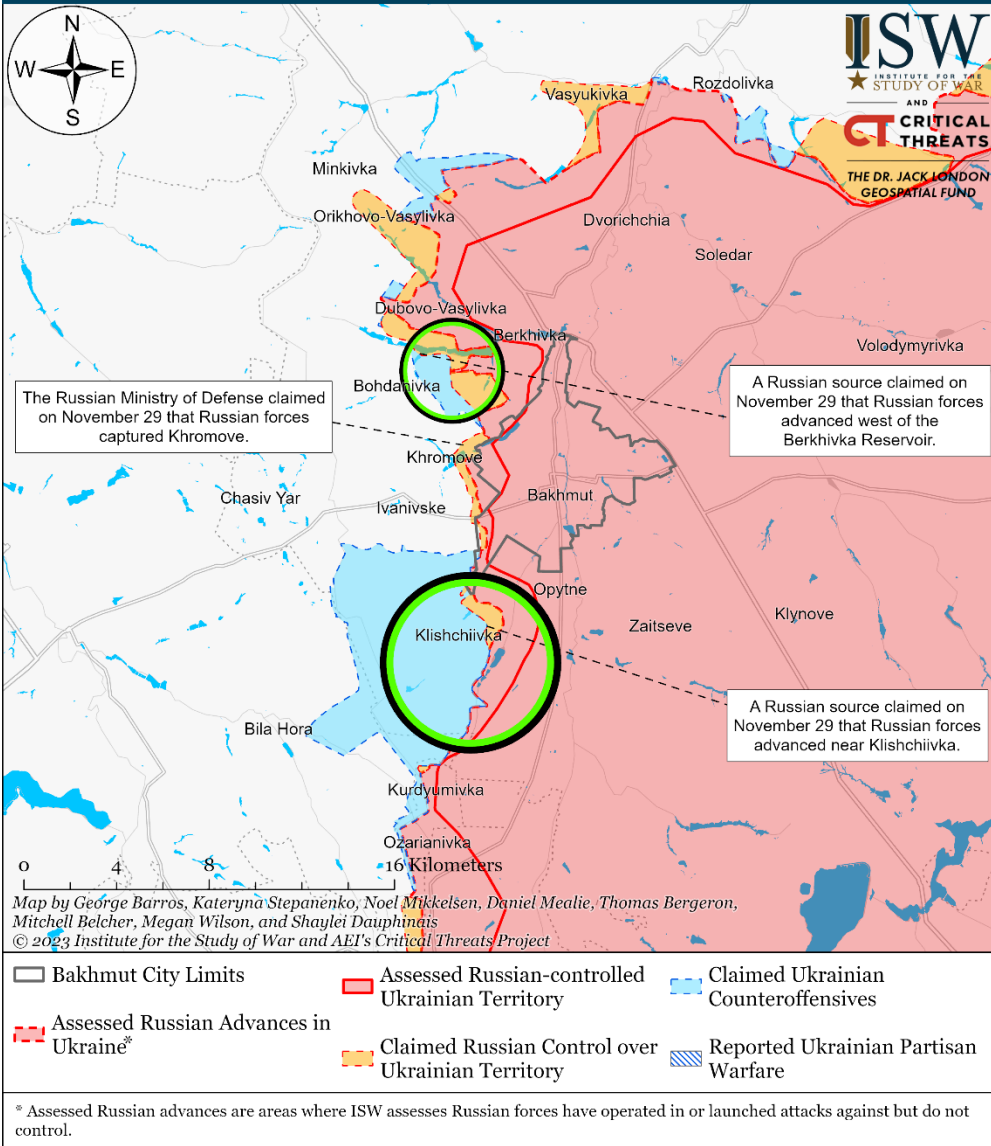 N
W
E
S
ISW
INSTITUTE FOR THE
STUDY OF WAR
AND
CT CRITICAL
THREATS
THE DR. JACK LONDON
GEOSPATIAL FUND
Vasyukivka
Rozdolivka
Minkivka
Orikhovo-Vasylivka
Dvorichchia
Soledar
Dubovo-Vasylivka
Berkhivka
Volodymyrivka
Bohdanivka
The Russian Ministry of Defense claimed
on November 29 that Russian forces
captured Khromove.
A Russian source claimed on
November 29 that Russian forces
advanced west of the
Berkhivka Reservoir.
Khromove
Chasiv Yar
Bakhmut
Ivanivske
Opytne
Klishchiivka
Zaitseve
Klynove
A Russian source claimed on
November 29 that Russian forces
advanced near Klishchiivka.
Bila Hora
Kurdyumivka
Ozarianivka
0 4 8 16 Kilometers
Map by George Barros, Kateryna Stepanenko, Noel Mikkelsen, Daniel Mealie, Thomas Bergeron,
Mitchell Belcher, Megan Wilson, and Shaylei Dauphinais
© 2023 Institute for the Study of War and AEI's Critical Threats Project
Bakhmut City Limits
Assessed Russian Advances in
Ukraine*
Assessed Russian-controlled
Ukrainian Territory
Claimed Russian Control over
Ukrainian Territory
Claimed Ukrainian
Counteroffensives
Reported Ukrainian Partisan
Warfare
* Assessed Russian advances are areas where ISW assesses Russian forces have operated in or launched attacks against but do not
control.